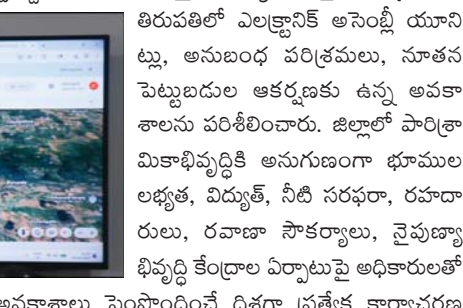 తిరుపతిలో ఎలక్ట్రానిక్ అసెంబ్లీ యూని
ట్లు, అనుబంధ పరిశ్రమలు, నూతన
పెట్టుబడుల ఆకర్షణకు ఉన్న అవకా
శాలను పరిశీలించారు. జిల్లాలో పారిశ్రా
మికాభివృద్ధికి అనుగుణంగా భూముల
లభ్యత, విద్యుత్, నీటి సరఫరా, రహదా
రులు, రవాణా సౌకర్యాలు, నైపుణ్యా
భివృద్ధి కేంద్రాల ఏర్పాటుపై అధికారులతో
అవకాశాలు పెంపొందించే దిశగా ప్రత్యేక కార్యాచరణ